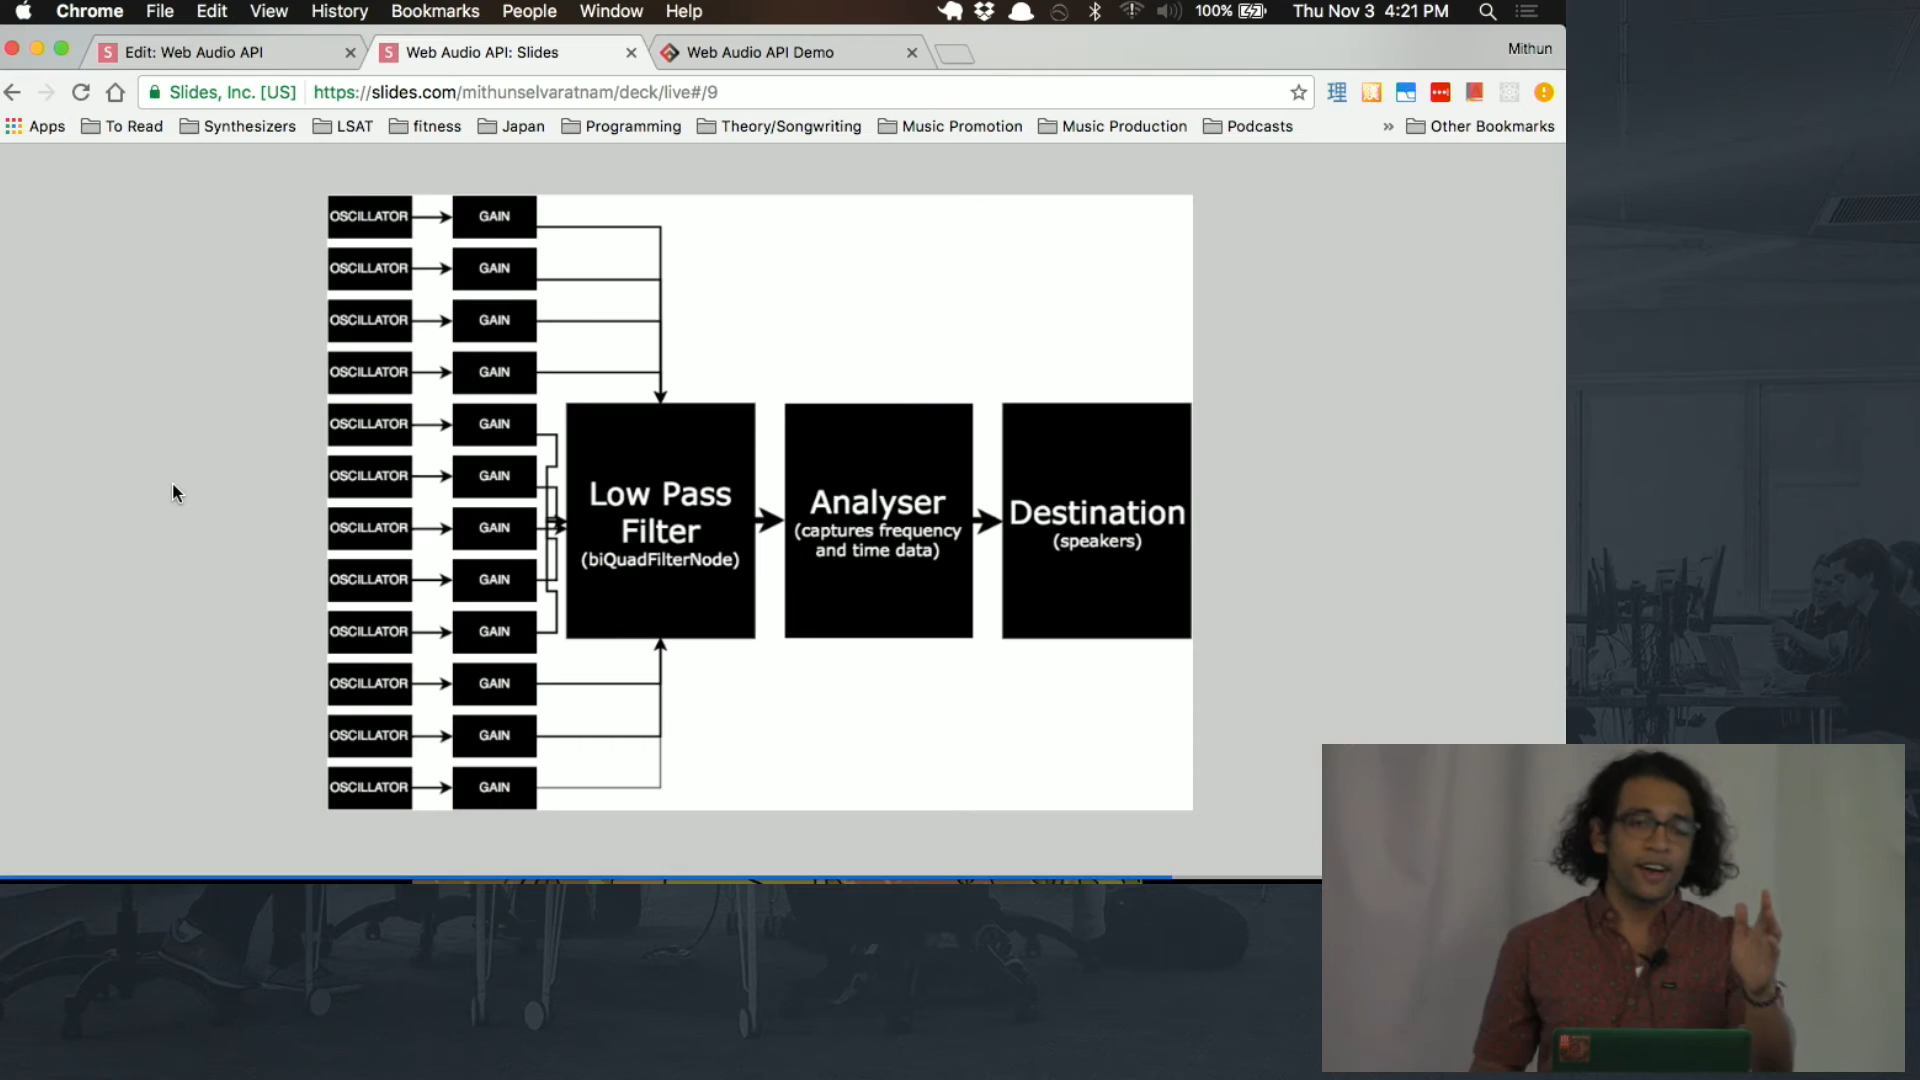 Chrome File Edit View History Bookmarks People Window Help 100% Thu Nov 3 4:21 PM
Edit: Web Audio API Web Audio API: Slides Web Audio API Demo Mithun
Slides, Inc. [US] https://slides.com/mithunselvaratnam/deck/live#/9
Apps To Read Synthesizers LSAT fitness Japan Programming Theory/Songwriting Music Promotion Music Production Podcasts » Other Bookmarks
OSCILLATOR GAIN
OSCILLATOR GAIN
OSCILLATOR GAIN
OSCILLATOR GAIN
OSCILLATOR GAIN
OSCILLATOR GAIN
OSCILLATOR GAIN
OSCILLATOR GAIN
OSCILLATOR GAIN
OSCILLATOR GAIN
OSCILLATOR GAIN
OSCILLATOR GAIN
Low Pass
Filter
(biQuadFilterNode)
Analyser
(captures frequency
and time data)
Destination
(speakers)